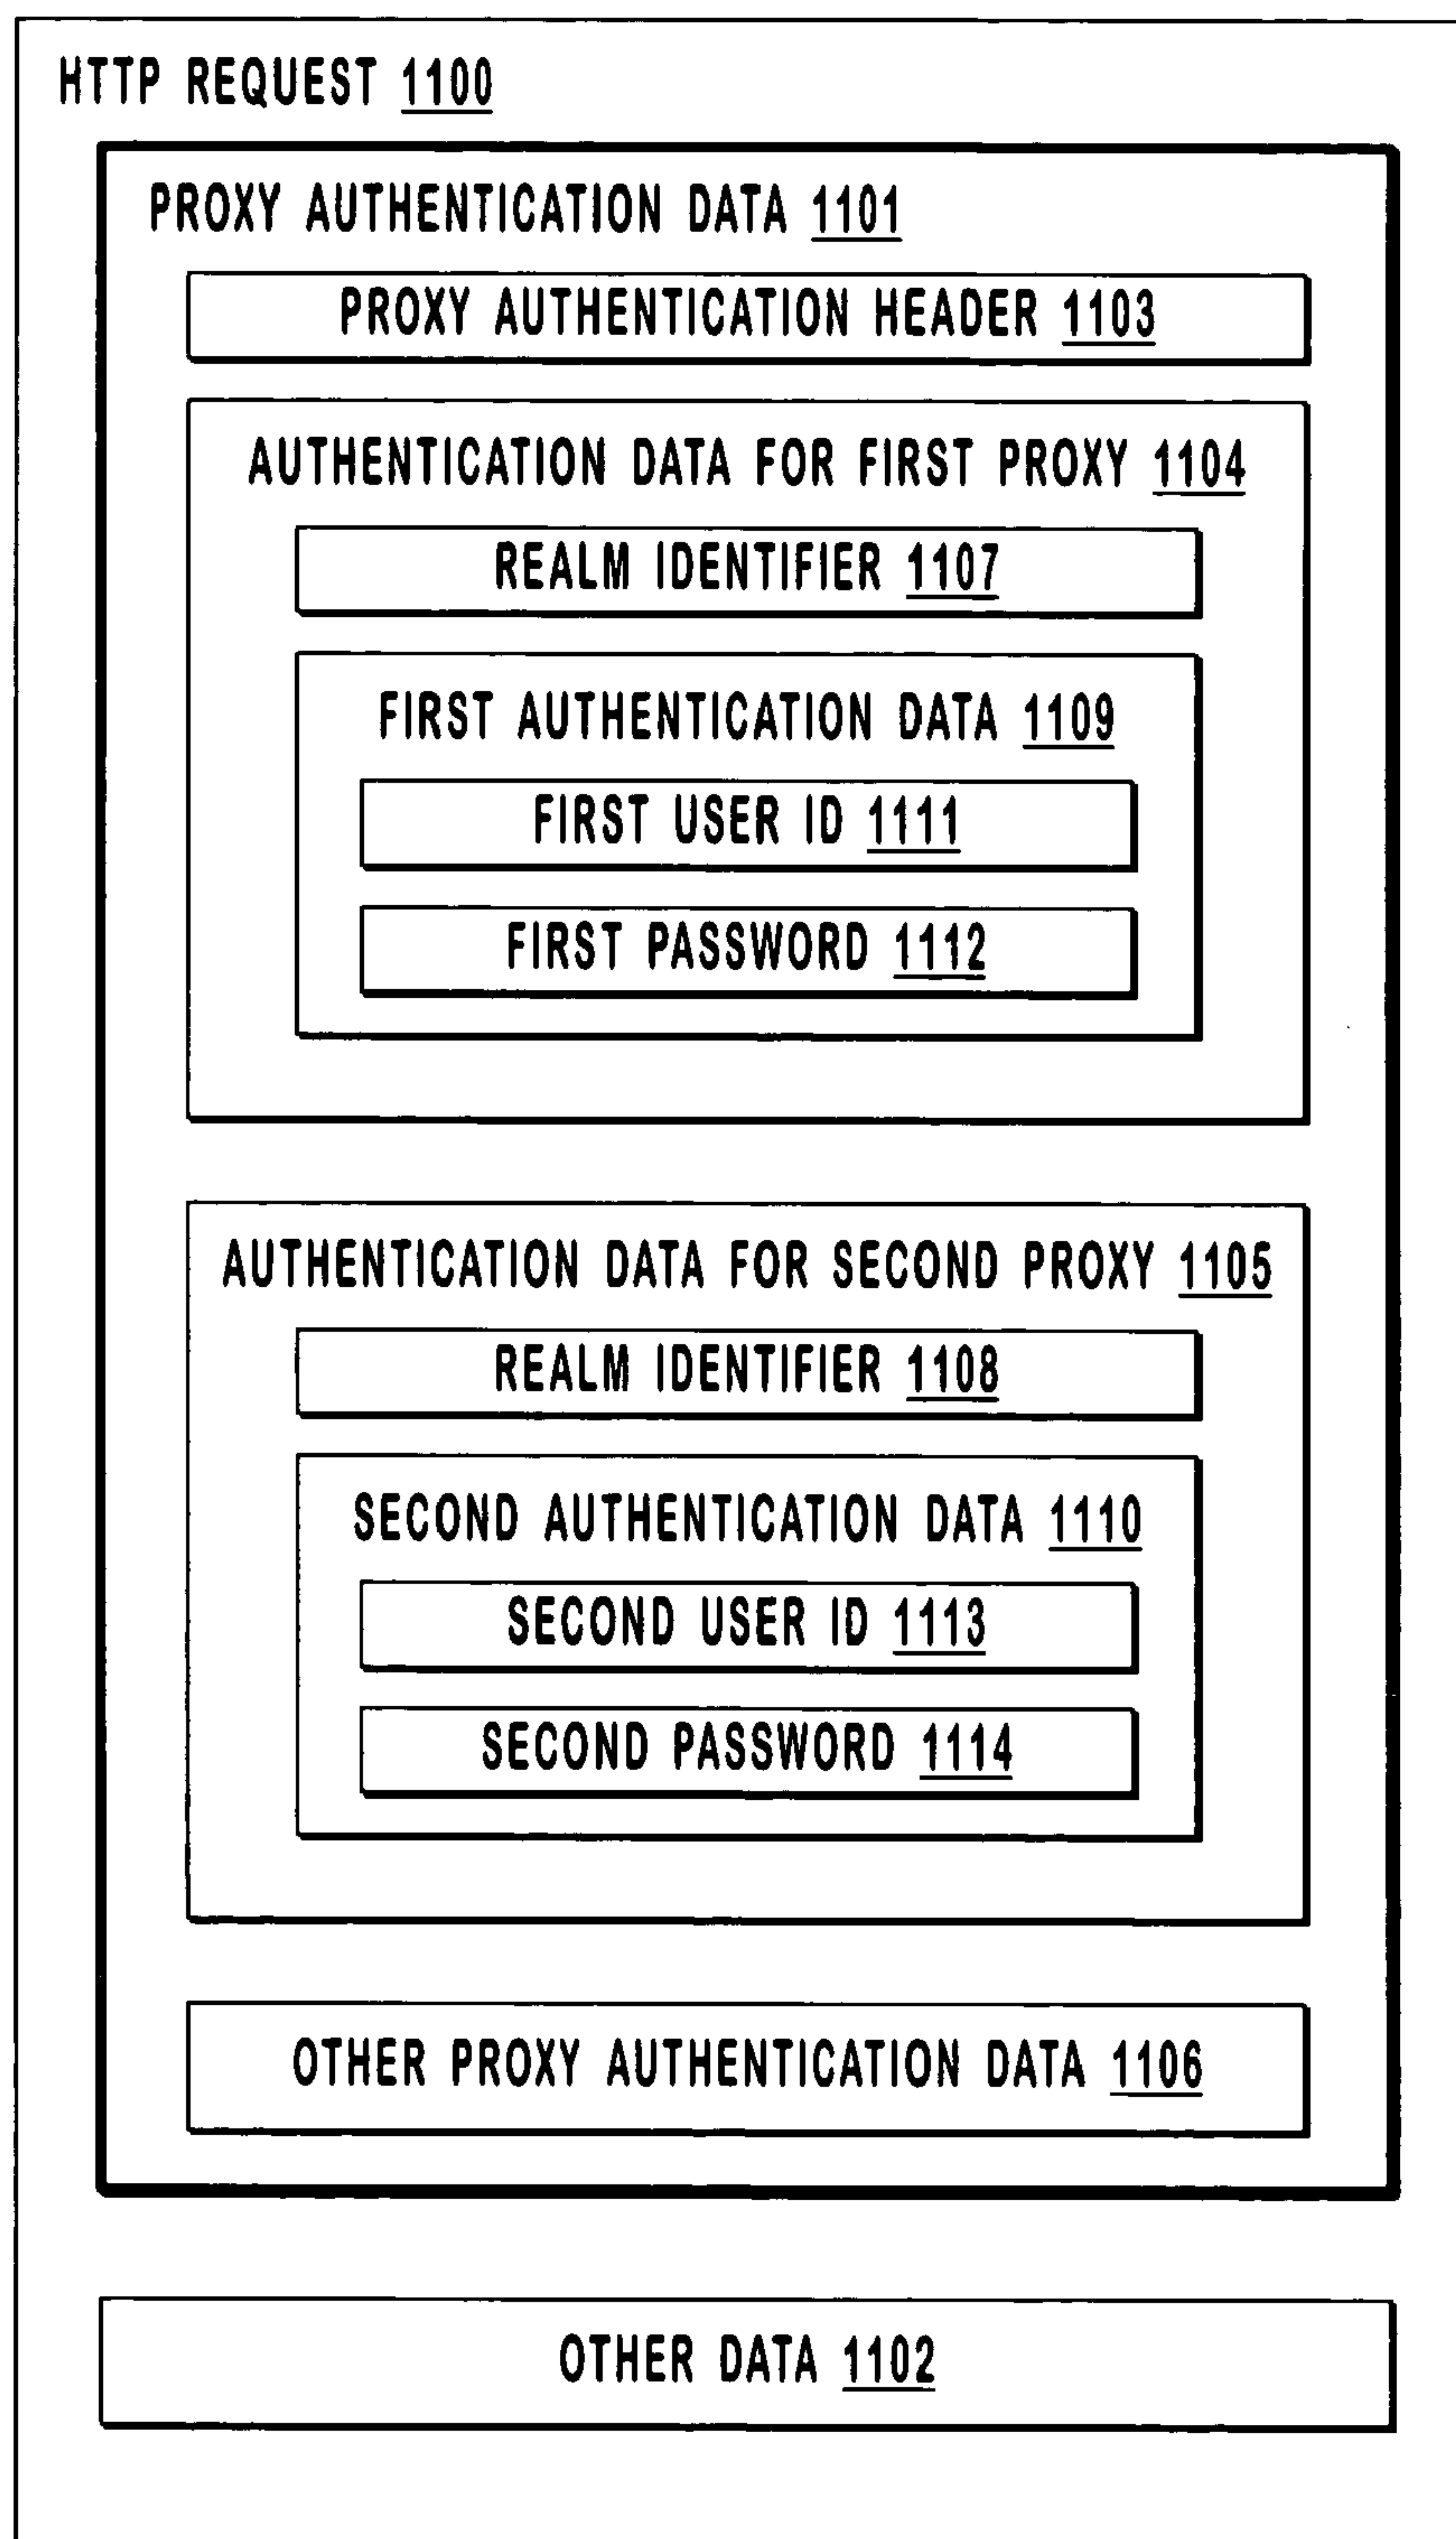 HTTP REQUEST 1100
PROXY AUTHENTICATION DATA 1101
PROXY AUTHENTICATION HEADER 1103
AUTHENTICATION DATA FOR FIRST PROXY 1104
REALM IDENTIFIER 1107
FIRST AUTHENTICATION DATA 1109
FIRST USER ID 1111
FIRST PASSWORD 1112
AUTHENTICATION DATA FOR SECOND PROXY 1105
REALM IDENTIFIER 1108
SECOND AUTHENTICATION DATA 1110
SECOND USER ID 1113
SECOND PASSWORD 1114
OTHER PROXY AUTHENTICATION DATA 1106
OTHER DATA 1102